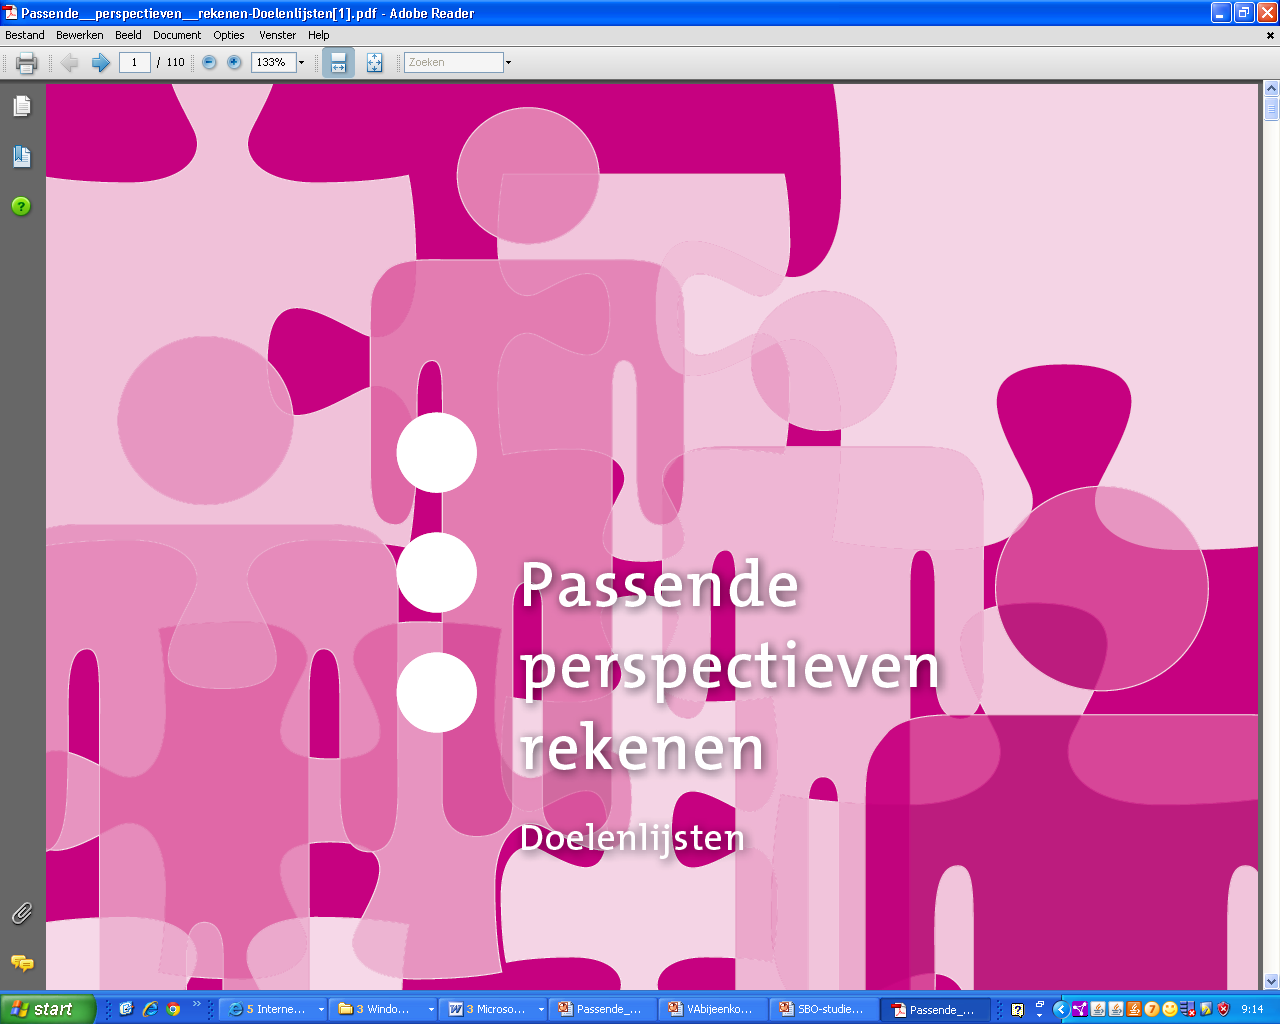 Passende__perspectieven__rekenen-Doelenlijsten[1].pdf - Adobe Reader
Bestand Bewerken Beeld Document Opties Venster Help
1 / 110 133% Zoeken
Passende
perspectieven
rekenen
Doelenlijsten
start 5 Interne... 3 Windo... 3 Microso... Passende_... VAbijeenko... SBO-studie... Passende_... 9:14